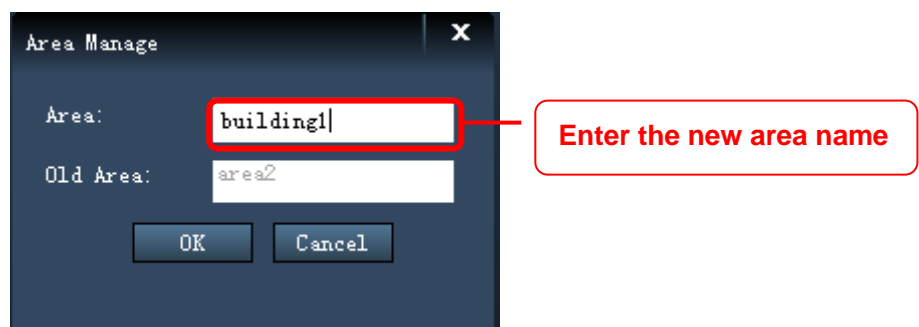 Area Manage x
Area: building1
Enter the new area name
Old Area: area2
OK Cancel